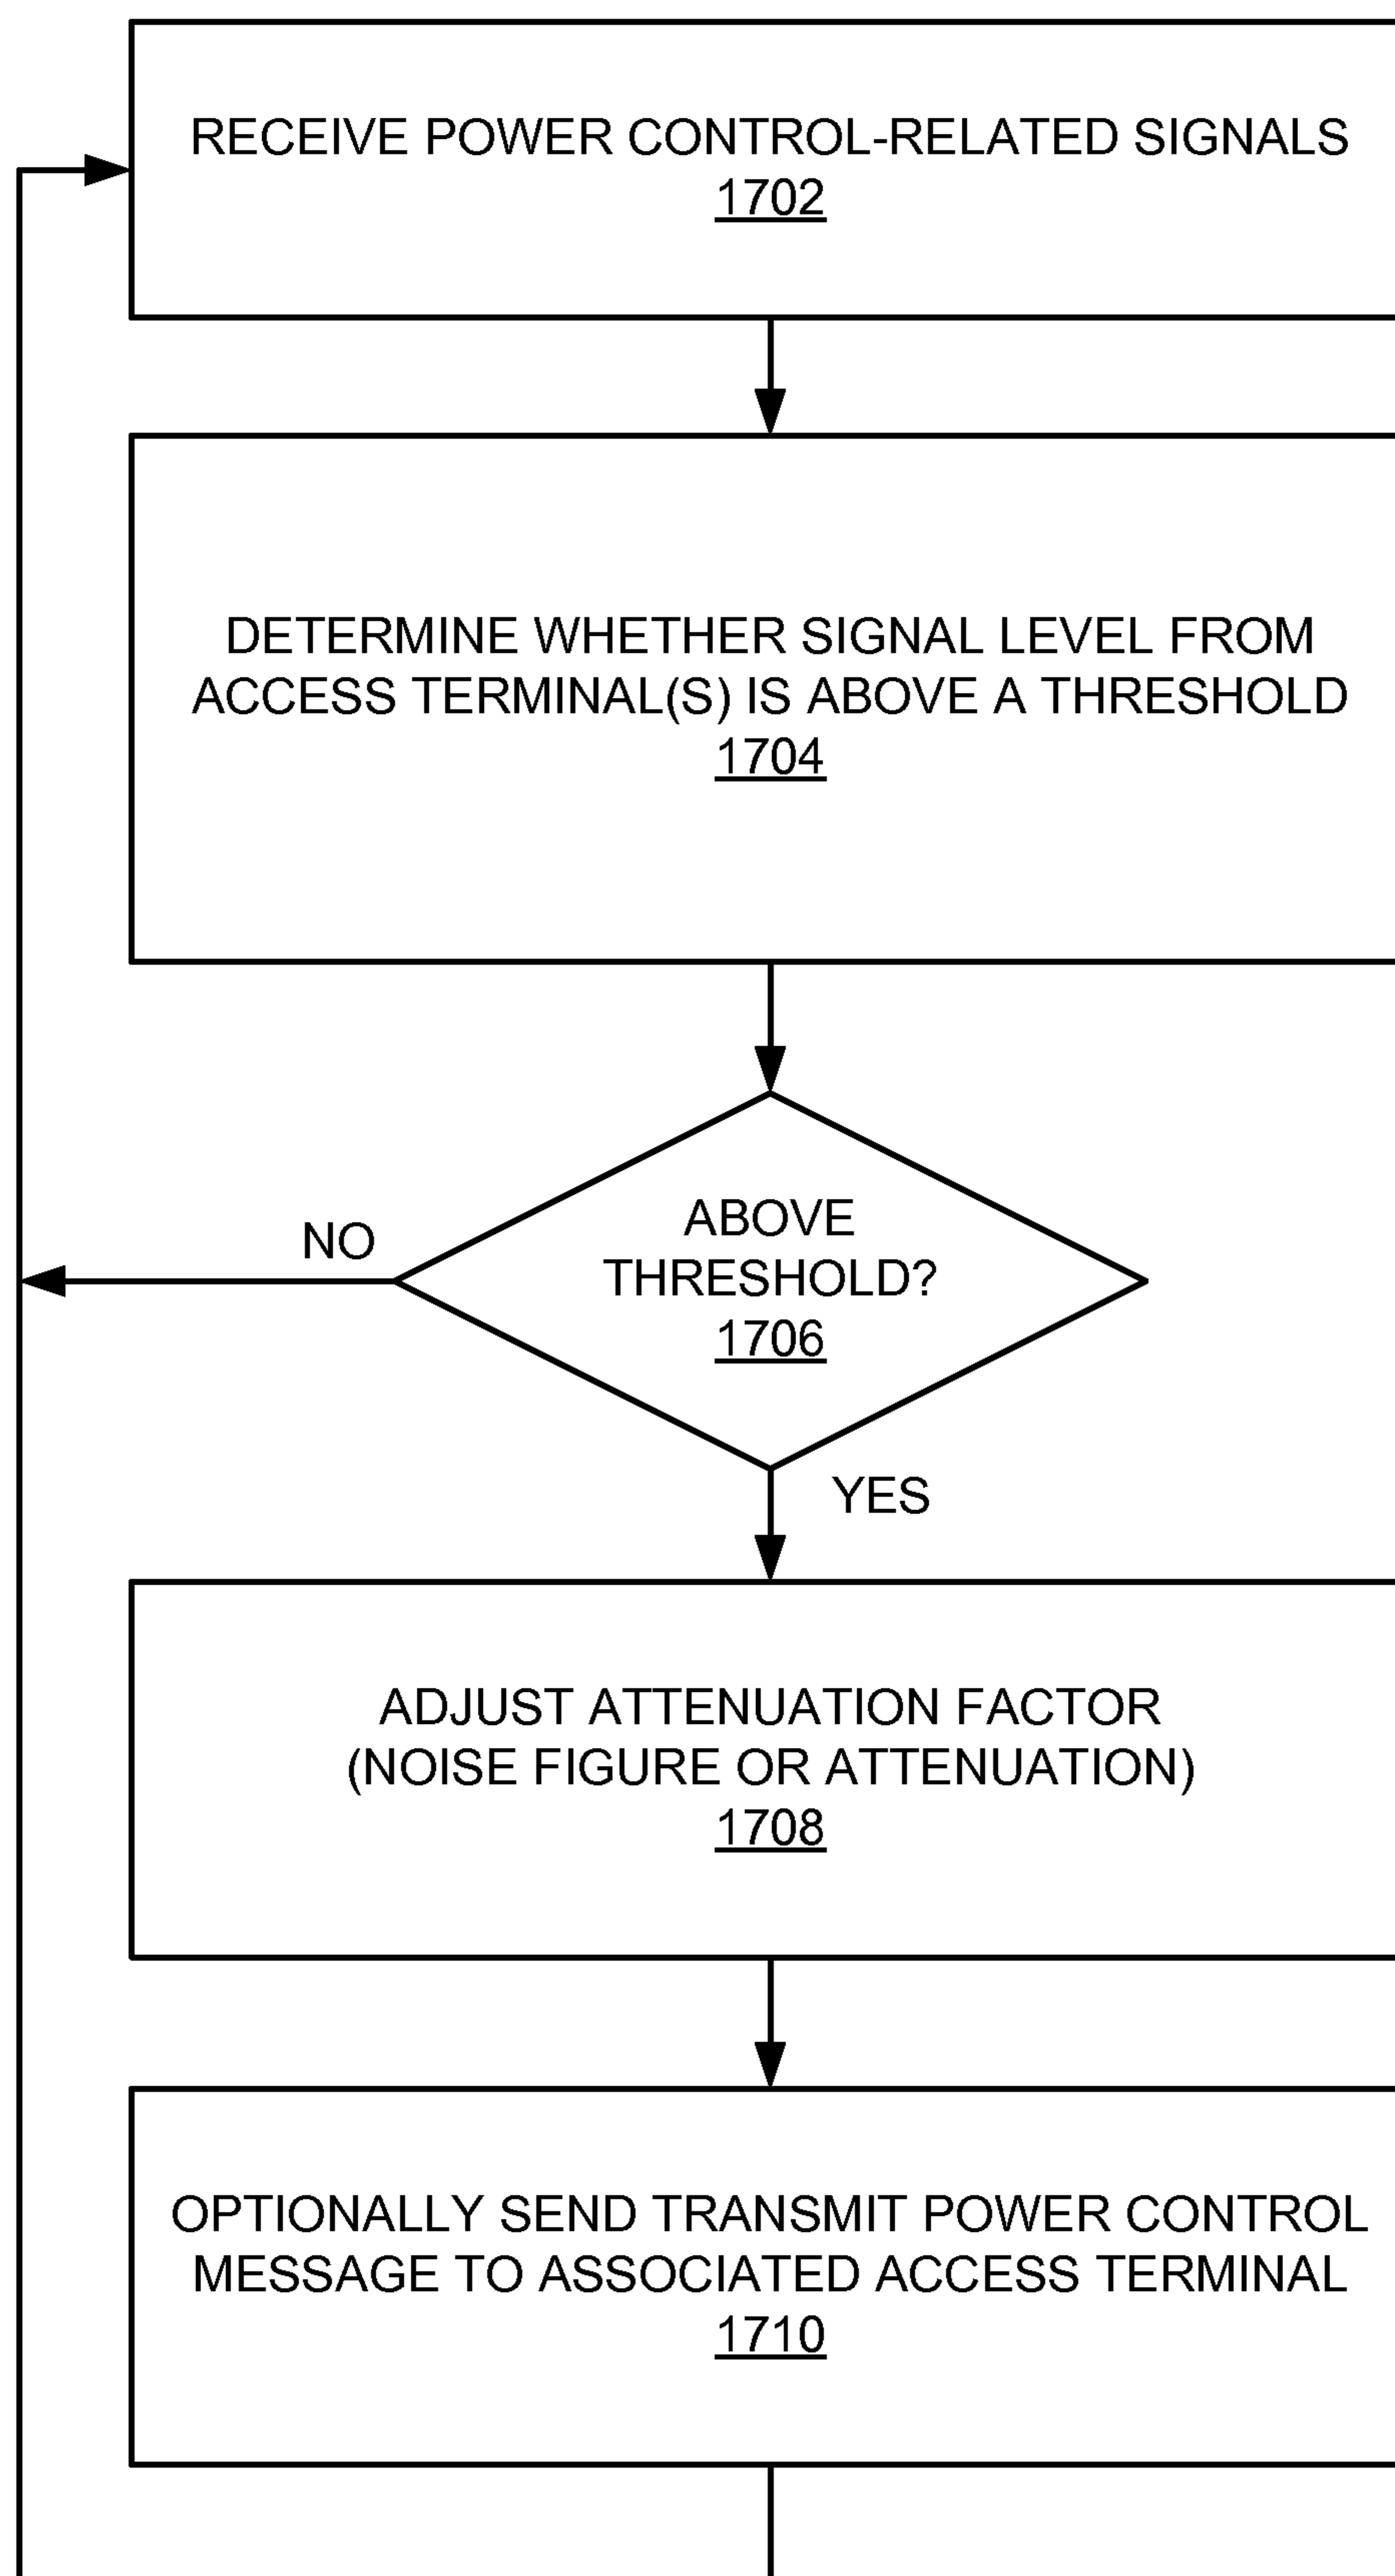 RECEIVE POWER CONTROL-RELATED SIGNALS
1702
DETERMINE WHETHER SIGNAL LEVEL FROM
ACCESS TERMINAL(S) IS ABOVE A THRESHOLD
1704
ABOVE
THRESHOLD?
1706
NO
YES
ADJUST ATTENUATION FACTOR
(NOISE FIGURE OR ATTENUATION)
1708
OPTIONALLY SEND TRANSMIT POWER CONTROL
MESSAGE TO ASSOCIATED ACCESS TERMINAL
1710